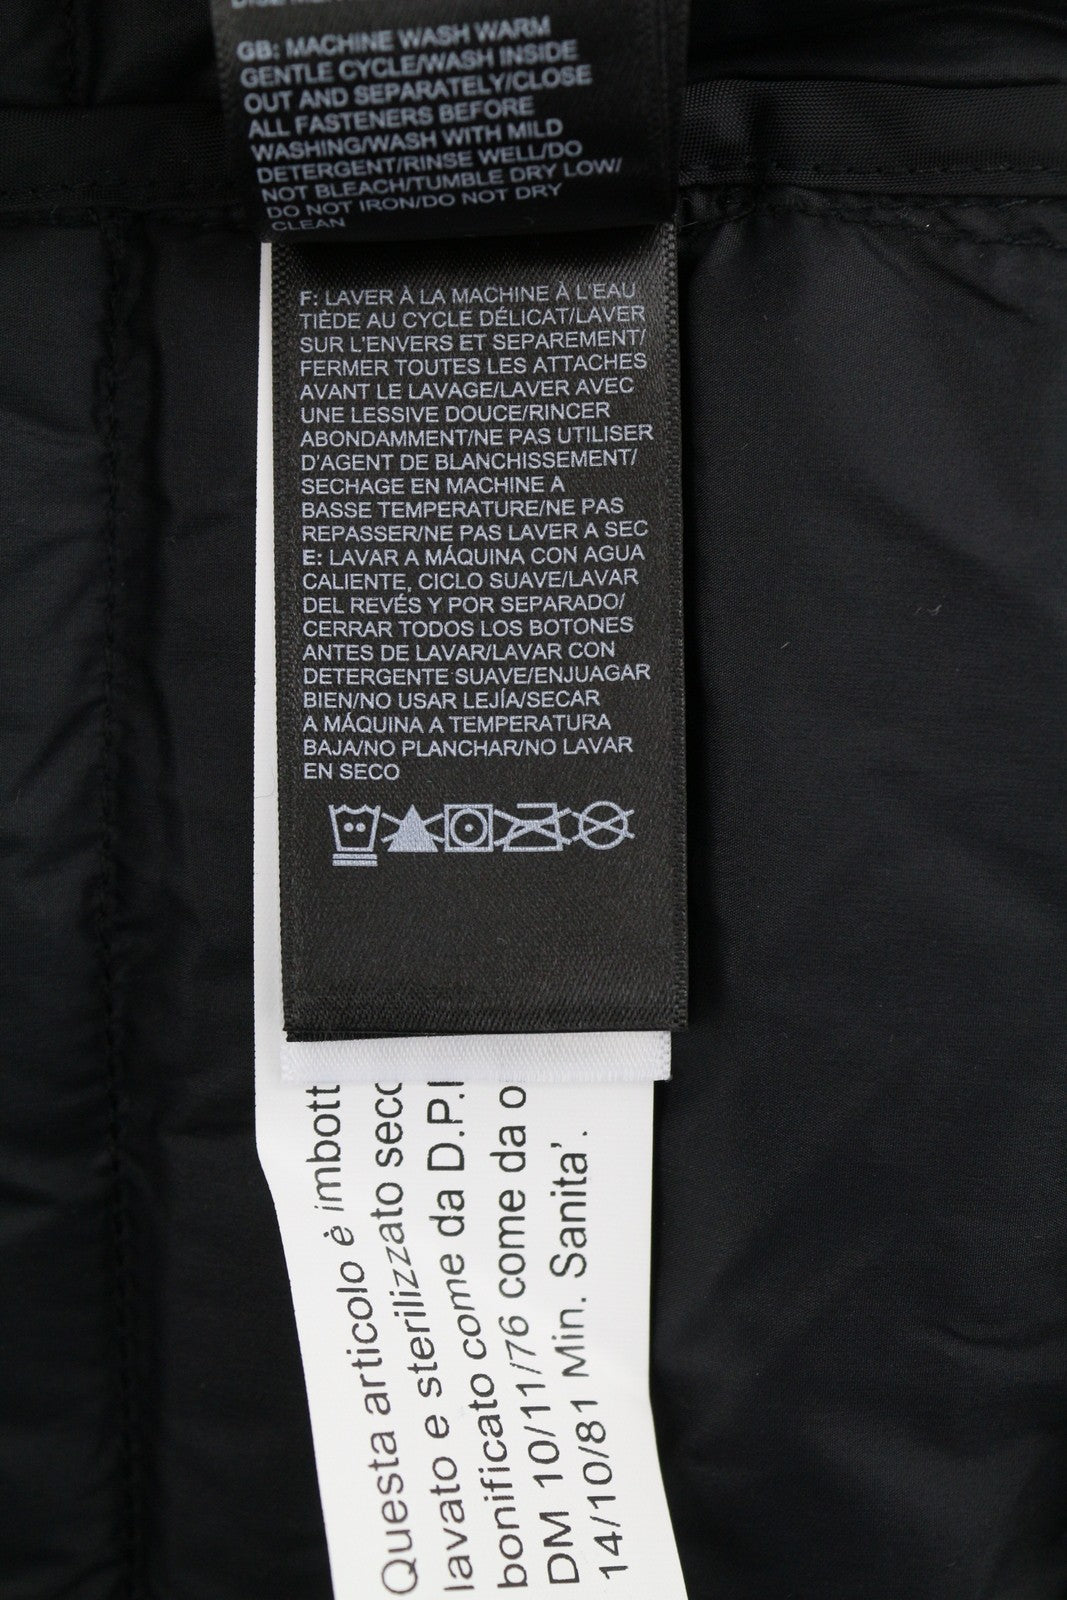 GB: MACHINE WASH WARM
GENTLE CYCLE/WASH INSIDE
OUT AND SEPARATELY/CLOSE
ALL FASTENERS BEFORE
WASHING/WASH WITH MILD
DETERGENT/RINSE WELL/DO
NOT BLEACH/TUMBLE DRY LOW/
DO NOT IRON/DO NOT DRY
CLEAN
F: LAVER À LA MACHINE À L'EAU
TIÈDE AU CYCLE DÉLICAT/LAVER
SUR L'ENVERS ET SEPAREMENT/
FERMER TOUTES LES ATTACHES
AVANT LE LAVAGE/LAVER AVEC
UNE LESSIVE DOUCE/RINCER
ABONDAMMENT/NE PAS UTILISER
D'AGENT DE BLANCHISSEMENT/
SECHAGE EN MACHINE A
BASSE TEMPERATURE/NE PAS
REPASSER/NE PAS LAVER A SEC
E: LAVAR A MÁQUINA CON AGUA
CALIENTE, CICLO SUAVE/LAVAR
DEL REVÉS Y POR SEPARADO/
CERRAR TODOS LOS BOTONES
ANTES DE LAVAR/LAVAR CON
DETERGENTE SUAVE/ENJUAGAR
BIEN/NO USAR LEJÍA/SECAR
A MÁQUINA A TEMPERATURA
BAJA/NO PLANCHAR/NO LAVAR
EN SECO
Questa articolo è imbott
lavato e sterilizzato seco
bonificato come da D.P.
DM 10/11/76 come da o
14/10/81 Min. Sanita'.